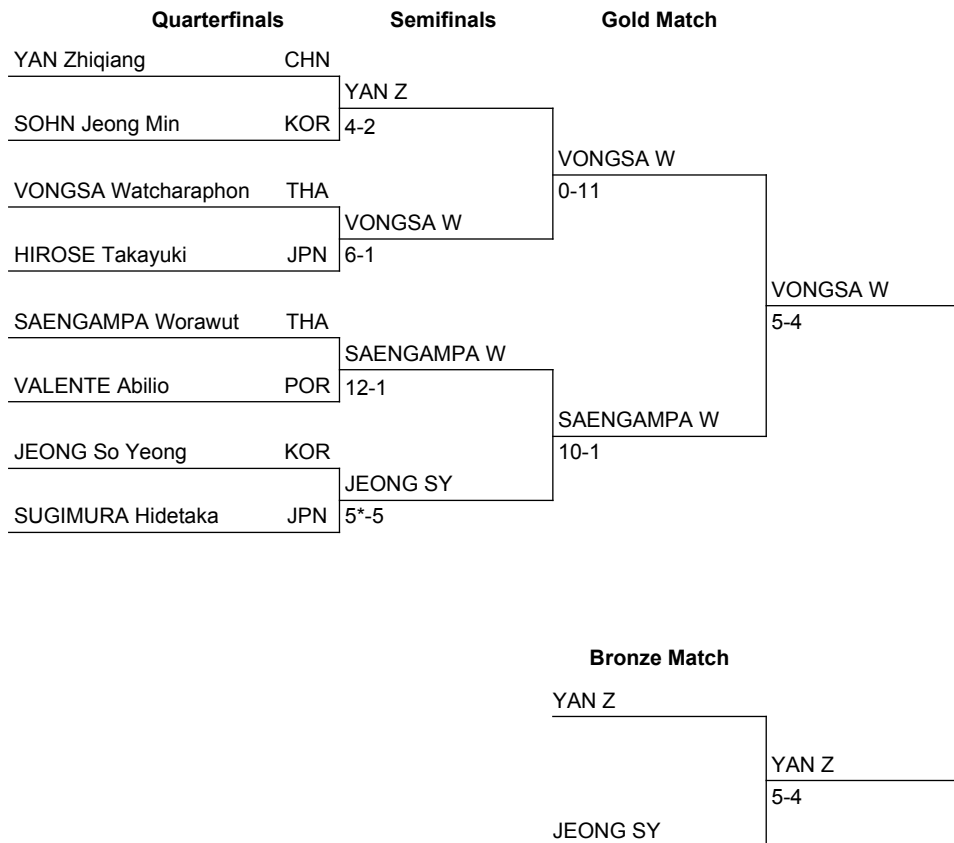 Quarterfinals Semifinals Gold Match
YAN Zhiqiang CHN
YAN Z
SOHN Jeong Min KOR 4-2
VONGSA W
VONGSA Watcharaphon THA 0-11
VONGSA W
HIROSE Takayuki JPN 6-1
VONGSA W
SAENGAMPA Worawut THA 5-4
SAENGAMPA W
VALENTE Abilio POR 12-1
SAENGAMPA W
JEONG So Yeong KOR 10-1
JEONG SY
SUGIMURA Hidetaka JPN 5*-5
Bronze Match
YAN Z
YAN Z
5-4
JEONG SY